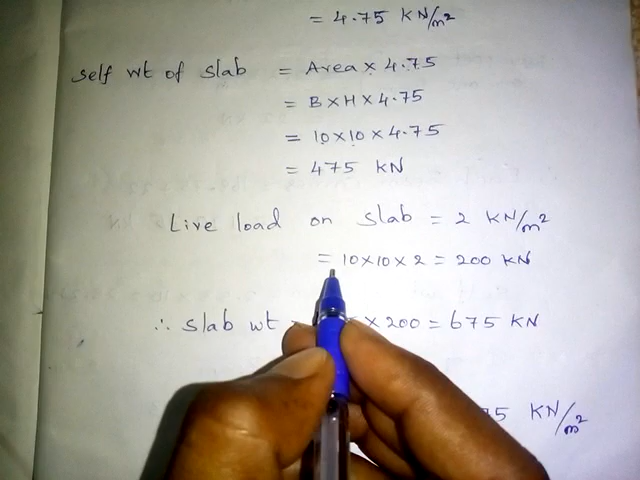 = 4.75 KN/m²
Self wt of slab = Area × 4.75
= B × H × 4.75
= 10 × 10 × 4.75
= 475 KN
Live load on slab = 2 KN/m²
= 10 × 10 × 2 = 200 KN
∴ slab wt × 200 = 675 KN
KN/m²